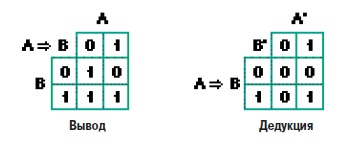 A
A ⇒ B 0 1
B
0 1 0
1 1 1
Вывод
A*
B* 0 1
A ⇒ B
0 0 0
1 0 1
Дедукция